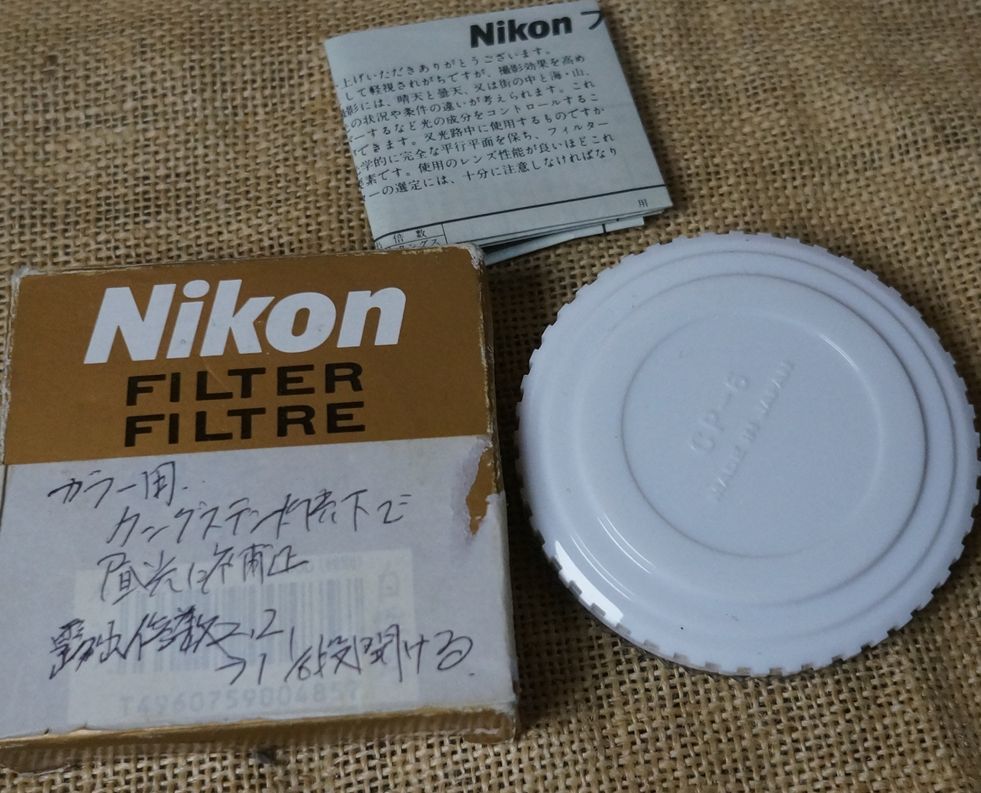 Nikon フ
上げいただきありがとうございます。
して軽視されがちですが、撮影効果を高め
影には、晴天と曇天、又は街の中と海・山、
の状況や条件の違いが考えられます。これ
ーするなど光の成分をコントロールするこ
できます。又光路中に使用するものですか
学的に完全な平行平面を保ち、フィルター
素です。使用のレンズ性能が良いほどこれ
ーの選定には、十分に注意しなければなり
用
倍数
Nikon
FILTER
FILTRE
カラー用.
タングステン灯下で
昼光に補正
露出倍数2.2
開ける
T4960759004857
CP-5
MADE IN JAPAN